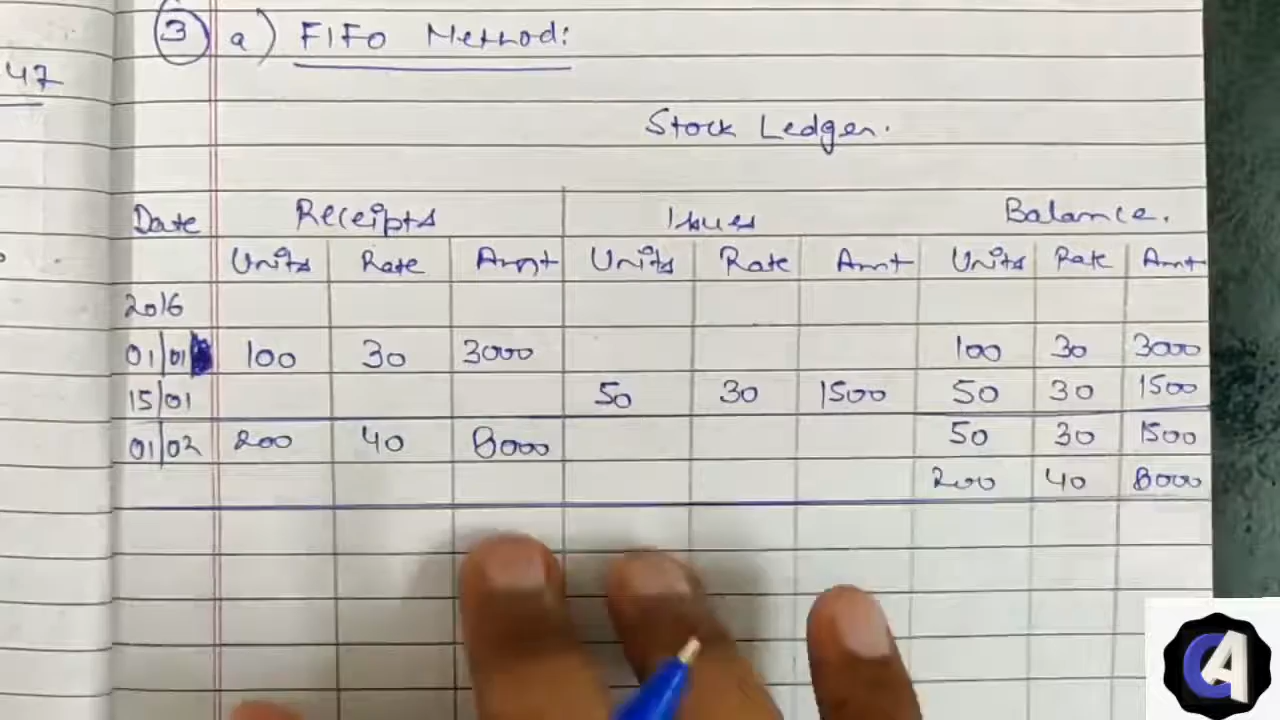 47
3 a) FIFO Method:
Stock Ledger.
Date Receipts Issues Balance.
Units Rate Amt Units Rate Amt Units Rate Amt
2016
01/01 100 30 3000 100 30 3000
15/01 50 30 1500 50 30 1500
01/02 200 40 8000 50 30 1500
200 40 8000
CA